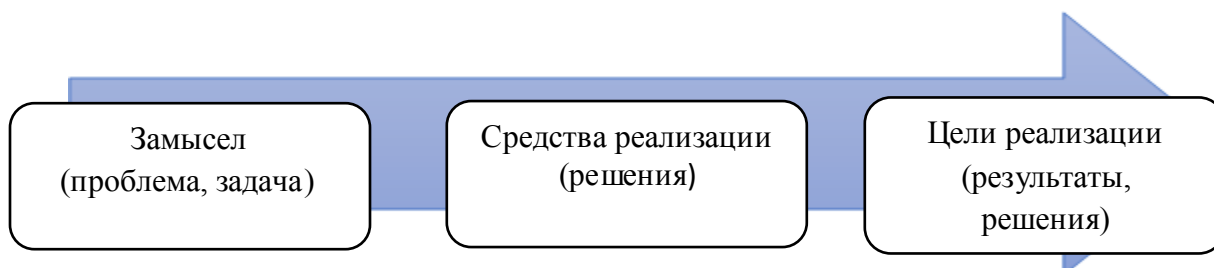 Замысел
(проблема, задача)
Средства реализации
(решения)
Цели реализации
(результаты,
решения)